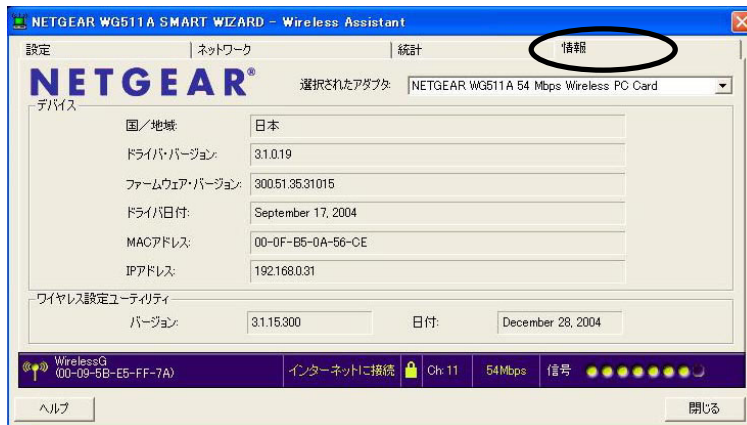 NETGEAR WG511A SMART WIZARD - Wireless Assistant
設定 ネットワーク 統計 情報
NETGEAR® 選択されたアダプタ: NETGEAR WG511A 54 Mbps Wireless PC Card
デバイス
国/地域: 日本
ドライバ・バージョン: 3.1.0.19
ファームウェア・バージョン: 300.51.35.31015
ドライバ日付: September 17, 2004
MACアドレス: 00-0F-B5-0A-56-CE
IPアドレス: 192.168.0.31
ワイヤレス設定ユーティリティ
バージョン: 3.1.15.300 日付: December 28, 2004
WirelessG
(00-09-5B-E5-FF-7A) インターネットに接続 Ch: 11 54Mbps 信号
ヘルプ 閉じる